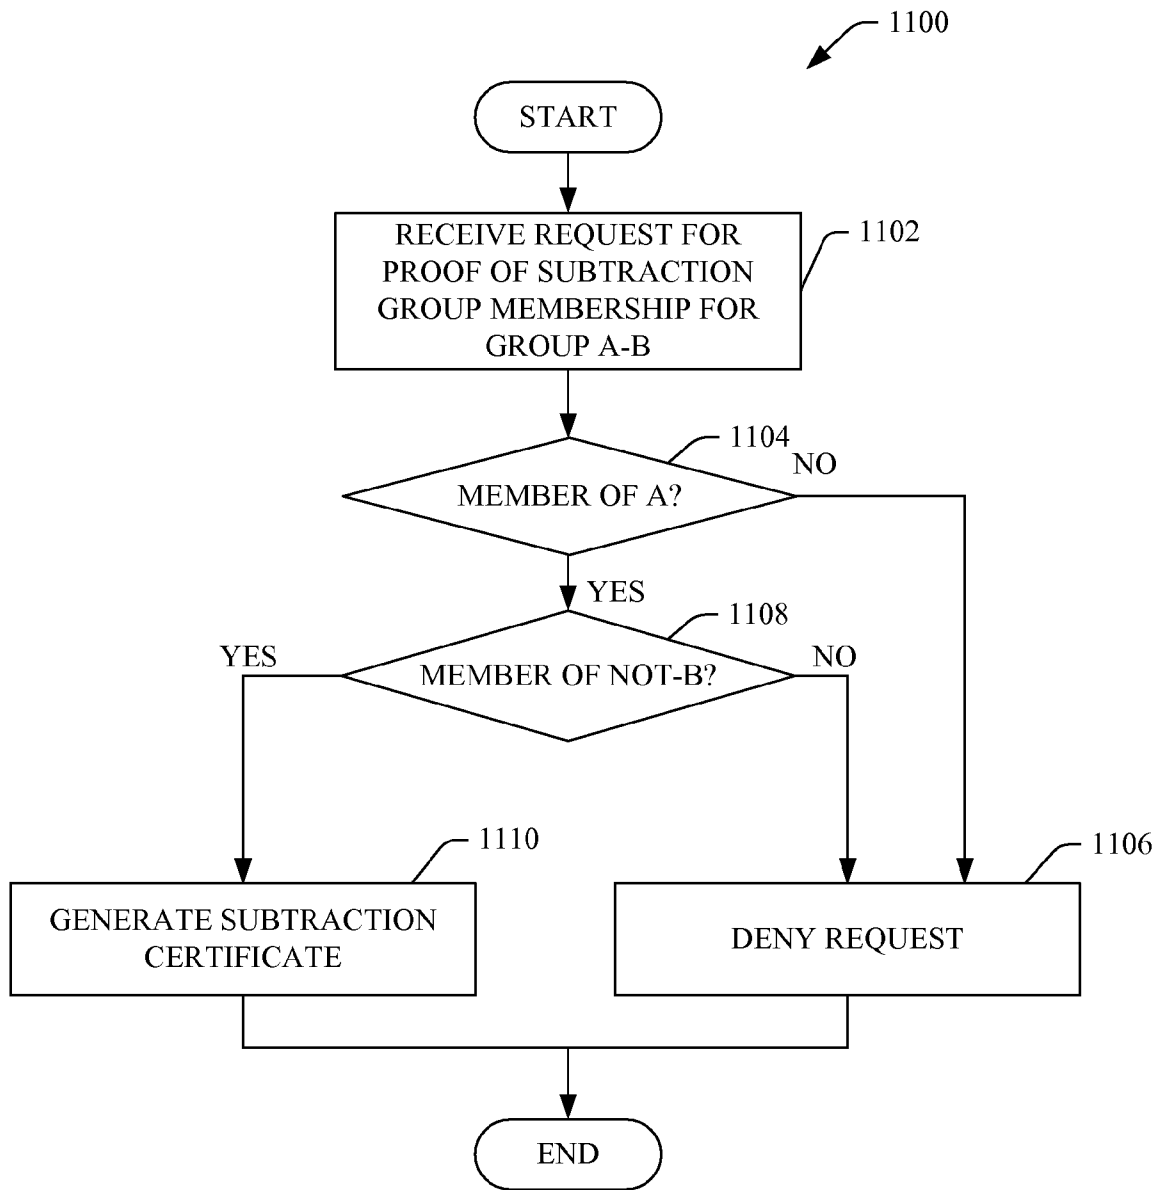 1100
START
RECEIVE REQUEST FOR
PROOF OF SUBTRACTION
GROUP MEMBERSHIP FOR
GROUP A-B
1102
1104
NO
MEMBER OF A?
YES
1108
YES
MEMBER OF NOT-B?
NO
1110
1106
GENERATE SUBTRACTION
CERTIFICATE
DENY REQUEST
END